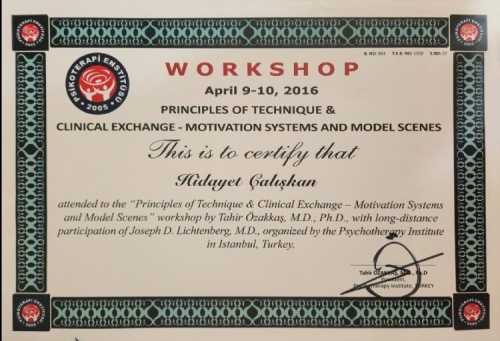 PSİKOTERAPİ ENSTİTÜSÜ
2005
WORKSHOP
April 9-10, 2016
PRINCIPLES OF TECHNIQUE &
CLINICAL EXCHANGE - MOTIVATION SYSTEMS AND MODEL SCENES
This is to certify that
Hidayet Çalışkan
attended to the “Principles of Technique & Clinical Exchange – Motivation Systems
and Model Scenes” workshop by Tahir Özakkaş, M.D., Ph.D., with long-distance
participation of Joseph D. Lichtenberg, M.D., organized by the Psychotherapy Institute
in Istanbul, Turkey.